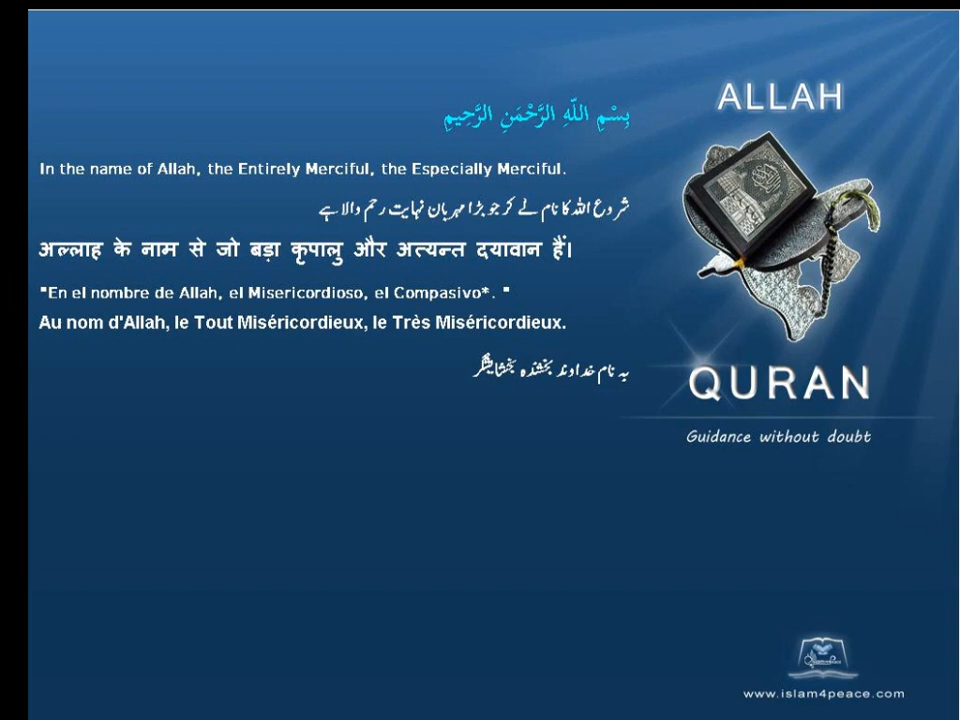 بِسْمِ اللّهِ الرَّحْمَنِ الرَّحِيمِ
In the name of Allah, the Entirely Merciful, the Especially Merciful.
شروع الله کا نام لے کر جو بڑا مہربان نہایت رحم والا ہے
अल्लाह के नाम से जो बड़ा कृपालु और अत्यन्त दयावान हैं।
"En el nombre de Allah, el Misericordioso, el Compasivo*. "
Au nom d'Allah, le Tout Miséricordieux, le Très Miséricordieux.
به نام خداوند بخشنده بخشایشگر
ALLAH
QURAN
Guidance without doubt
www.islam4peace.com